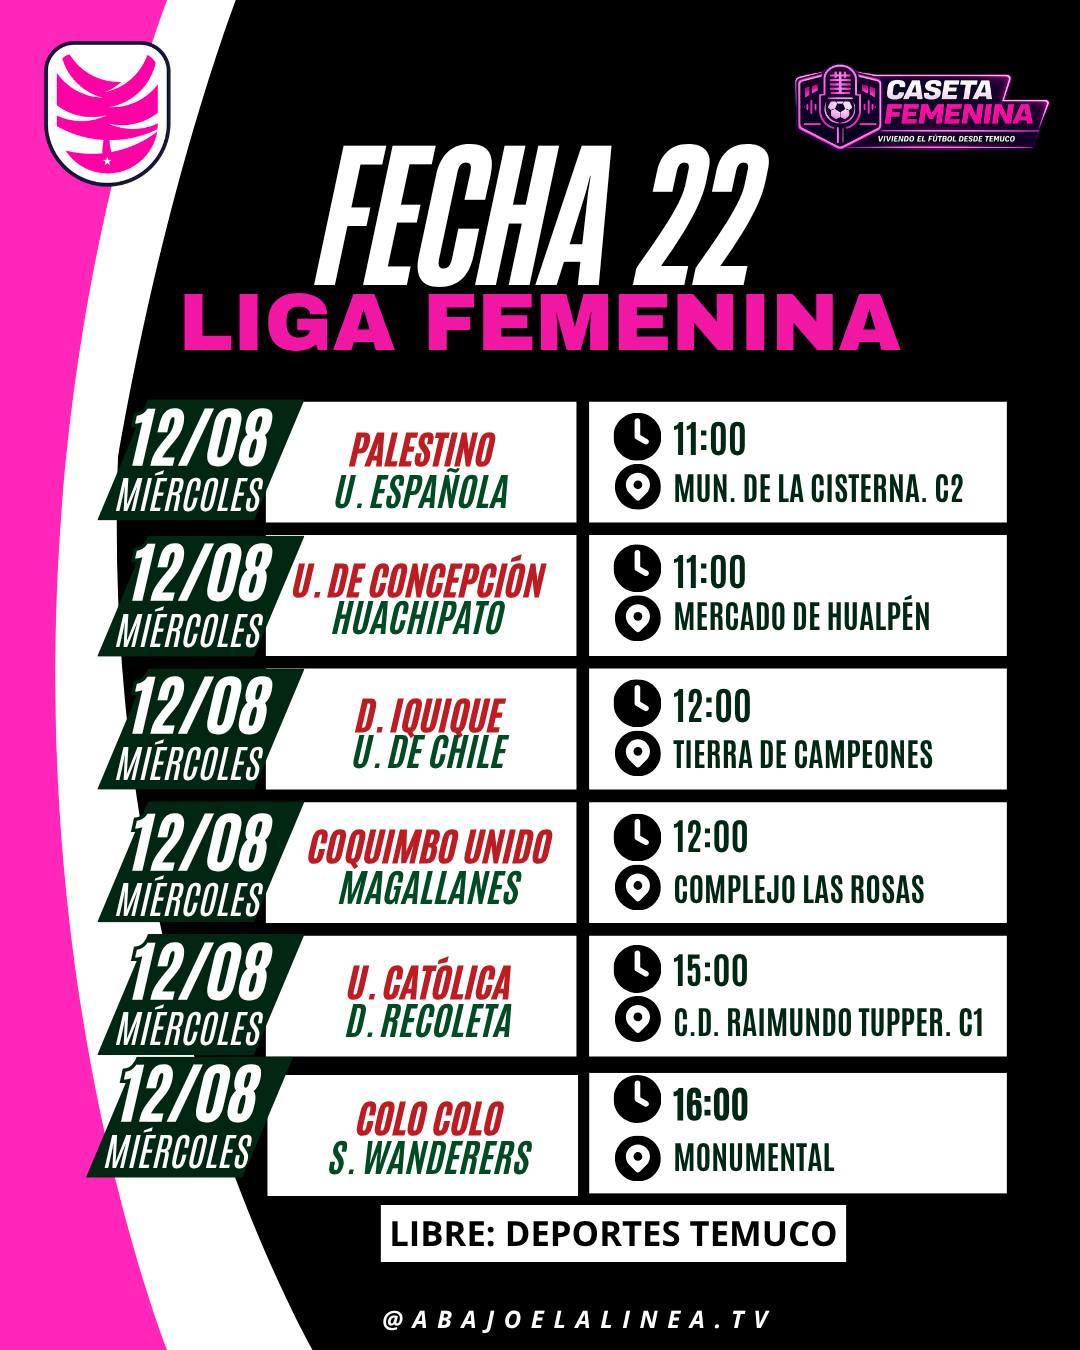 CASETA
FEMENINA
VIVIENDO EL FÚTBOL DESDE TEMUCO
FECHA 22
LIGA FEMENINA
12/08
MIÉRCOLES
PALESTINO
U. ESPAÑOLA
11:00
MUN. DE LA CISTERNA. C2
12/08
MIÉRCOLES
U. DE CONCEPCIÓN
HUACHIPATO
11:00
MERCADO DE HUALPÉN
12/08
MIÉRCOLES
D. IQUIQUE
U. DE CHILE
12:00
TIERRA DE CAMPEONES
12/08
MIÉRCOLES
COQUIMBO UNIDO
MAGALLANES
12:00
COMPLEJO LAS ROSAS
12/08
MIÉRCOLES
U. CATÓLICA
D. RECOLETA
15:00
C.D. RAIMUNDO TUPPER. C1
12/08
MIÉRCOLES
COLO COLO
S. WANDERERS
16:00
MONUMENTAL
LIBRE: DEPORTES TEMUCO
@ABAJOELALINEA.TV